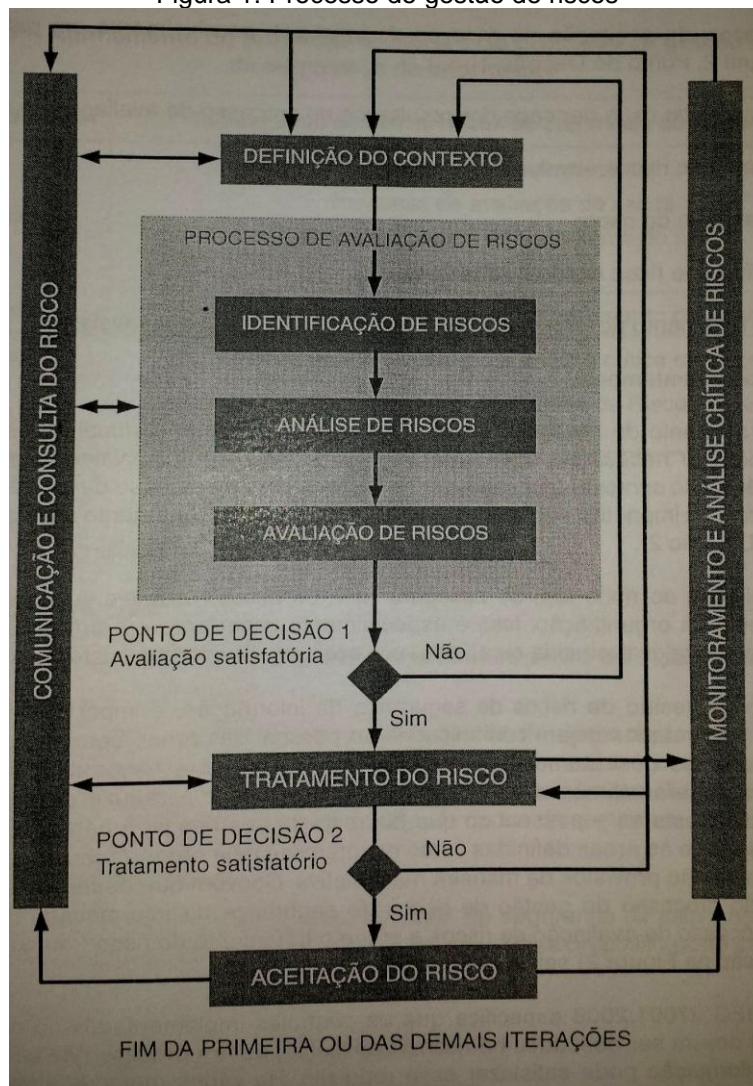 Figura 1: Processo de gestão de riscos
DEFINIÇÃO DO CONTEXTO
PROCESSO DE AVALIAÇÃO DE RISCOS
IDENTIFICAÇÃO DE RISCOS
ANÁLISE DE RISCOS
AVALIAÇÃO DE RISCOS
COMUNICAÇÃO E CONSULTA DO RISCO
MONITORAMENTO E ANÁLISE CRÍTICA DE RISCOS
PONTO DE DECISÃO 1
Avaliação satisfatória
Não
Sim
TRATAMENTO DO RISCO
PONTO DE DECISÃO 2
Tratamento satisfatório
Não
Sim
ACEITAÇÃO DO RISCO
FIM DA PRIMEIRA OU DAS DEMAIS ITERAÇÕES